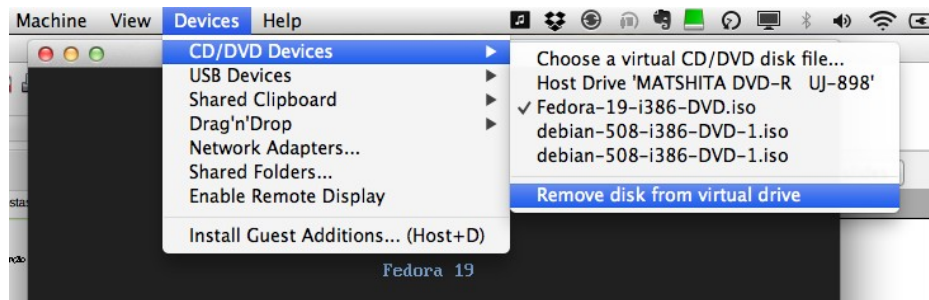 Machine View Devices Help
CD/DVD Devices
USB Devices
Shared Clipboard
Drag'n'Drop
Network Adapters...
Shared Folders...
Enable Remote Display
Install Guest Additions... (Host+D)
Choose a virtual CD/DVD disk file...
Host Drive 'MATSHITA DVD-R UJ-898'
✓ Fedora-19-i386-DVD.iso
debian-508-i386-DVD-1.iso
debian-508-i386-DVD-1.iso
Remove disk from virtual drive
Fedora 19